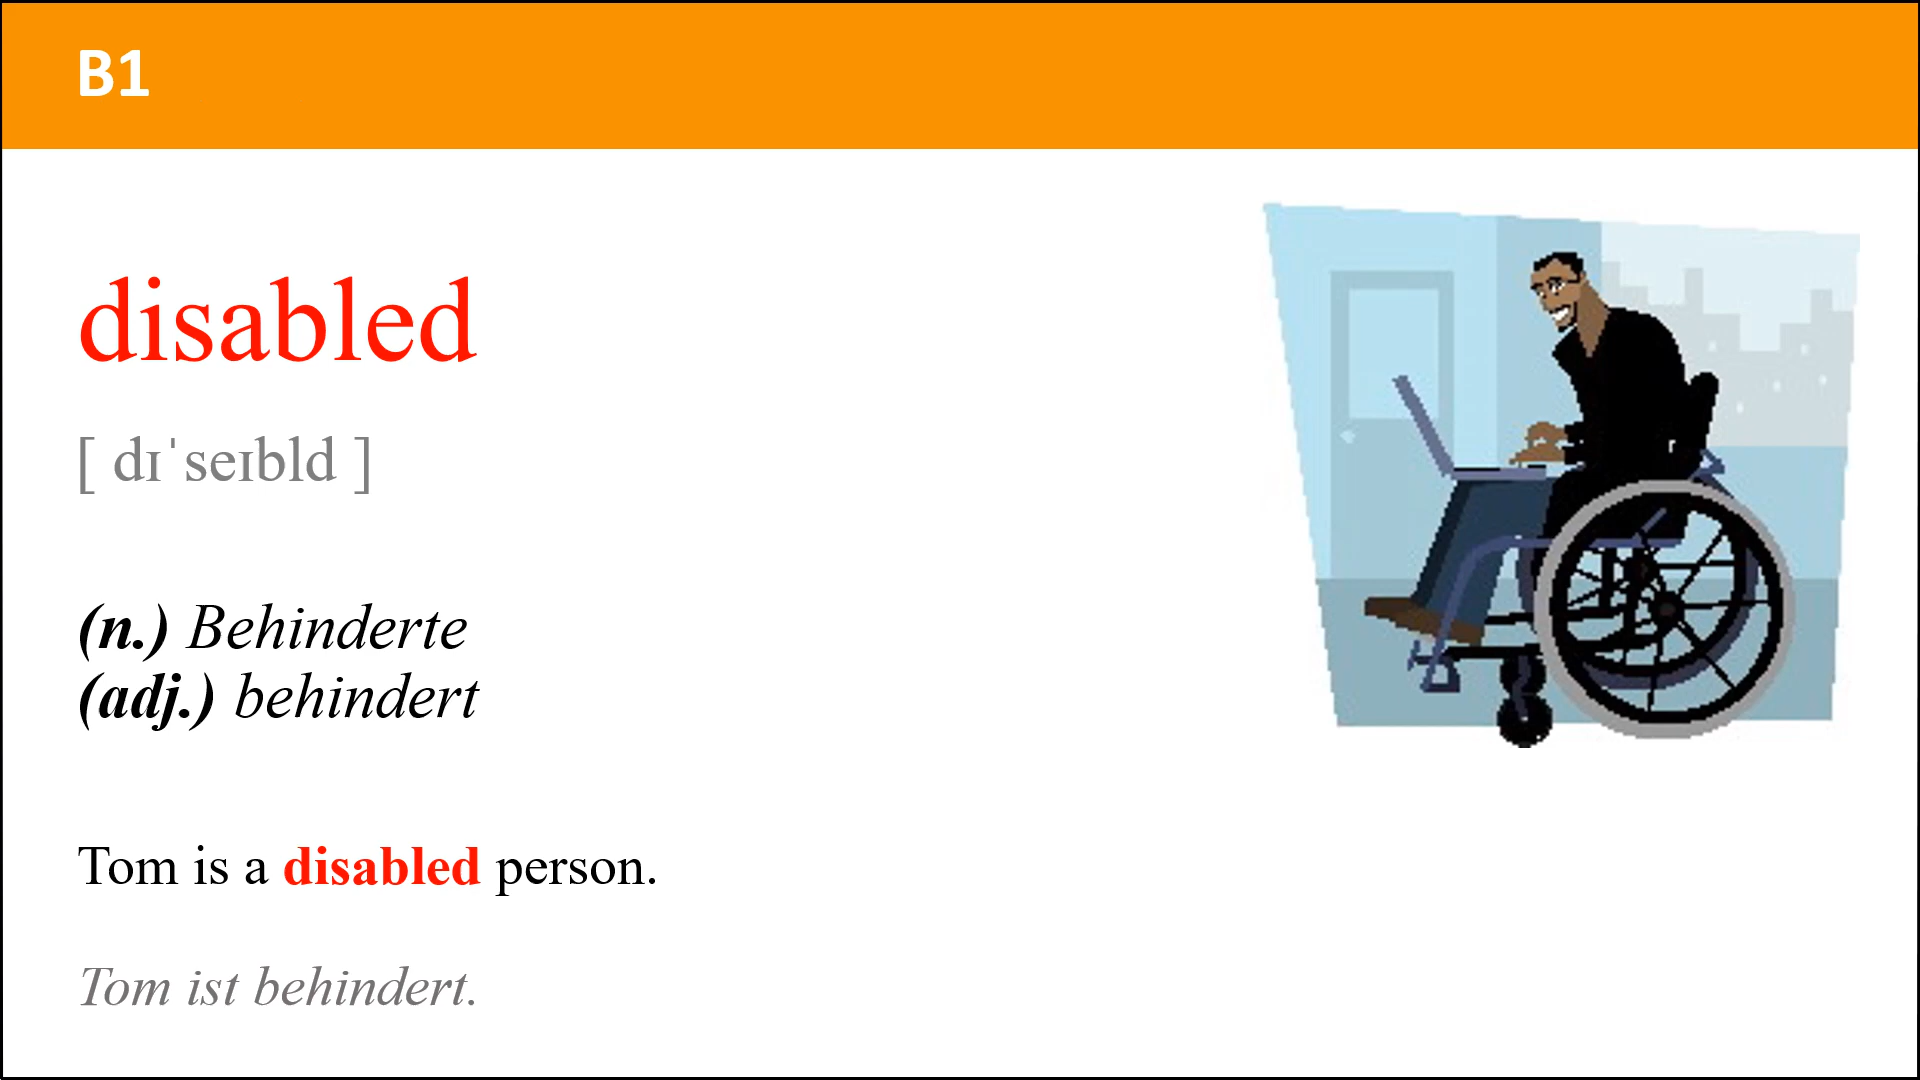 B1
disabled
[ dɪˈseɪbld ]
(n.) Behinderte
(adj.) behindert
Tom is a disabled person.
Tom ist behindert.